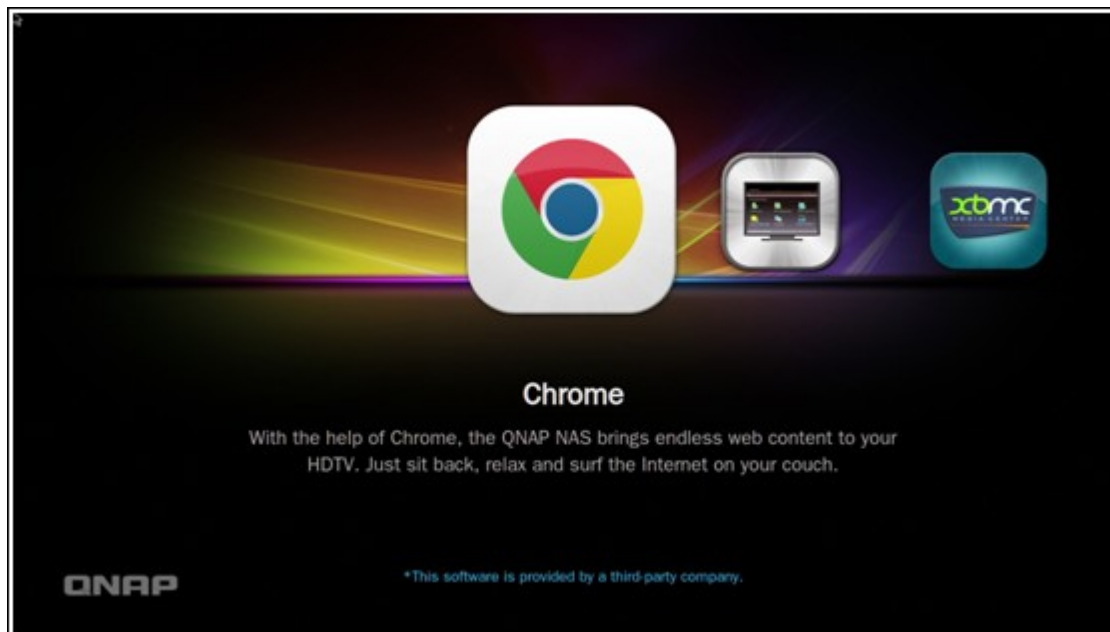 xbmc
MEDIA CENTER
Chrome
With the help of Chrome, the QNAP NAS brings endless web content to your
HDTV. Just sit back, relax and surf the Internet on your couch.
*This software is provided by a third-party company.
QNAP